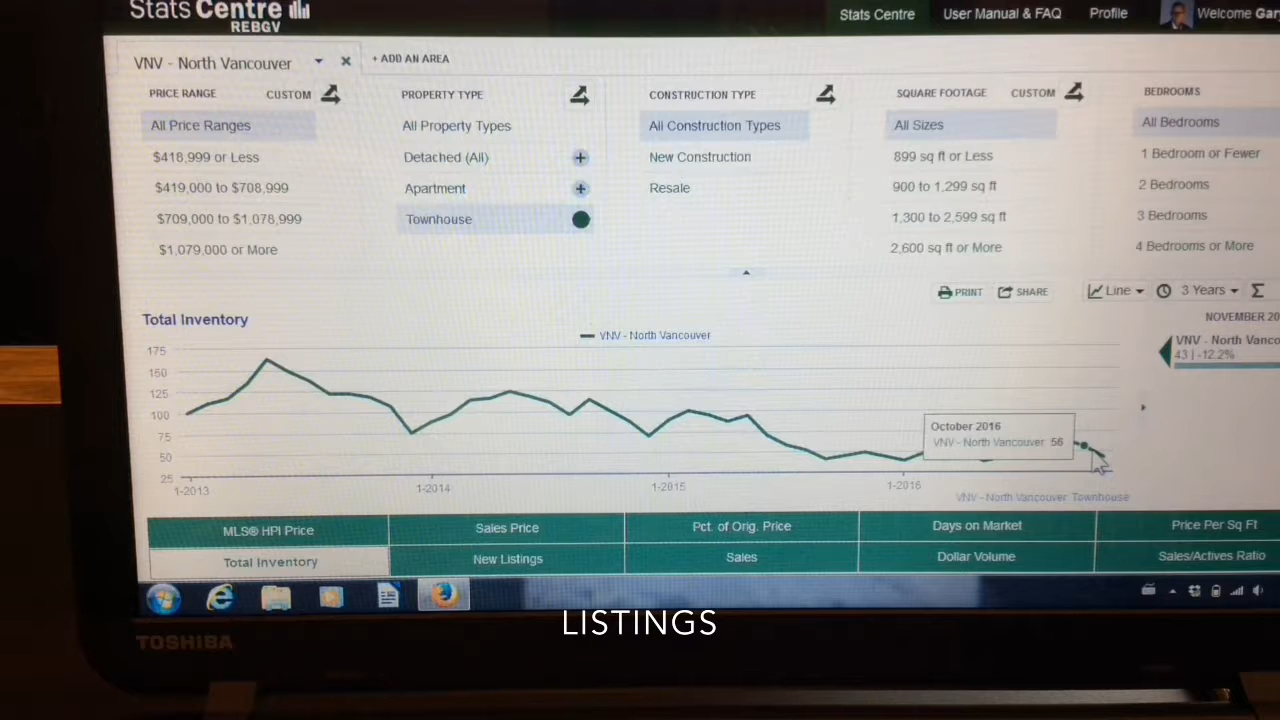 Stats Centre
REBGV
Stats Centre User Manual & FAQ Profile Welcome Gar
VNV - North Vancouver + ADD AN AREA
PRICE RANGE CUSTOM
All Price Ranges
$418,999 or Less
$419,000 to $708,999
$709,000 to $1,078,999
$1,079,000 or More
PROPERTY TYPE
All Property Types
Detached (All)
Apartment
Townhouse
CONSTRUCTION TYPE
All Construction Types
New Construction
Resale
SQUARE FOOTAGE CUSTOM
All Sizes
899 sq ft or Less
900 to 1,299 sq ft
1,300 to 2,599 sq ft
2,600 sq ft or More
BEDROOMS
All Bedrooms
1 Bedroom or Fewer
2 Bedrooms
3 Bedrooms
4 Bedrooms or More
PRINT SHARE Line 3 Years Σ
Total Inventory
VNV - North Vancouver
NOVEMBER 20
VNV - North Vanco
43 | -12.2%
175
150
125
100
75
50
25
October 2016
VNV - North Vancouver 56
1-2013 1-2014 1-2015 1-2016
VNV - North Vancouver Townhouse
MLS® HPI Price Sales Price Pct. of Orig. Price Days on Market Price Per Sq Ft
Total Inventory New Listings Sales Dollar Volume Sales/Actives Ratio
LISTINGS
TOSHIBA